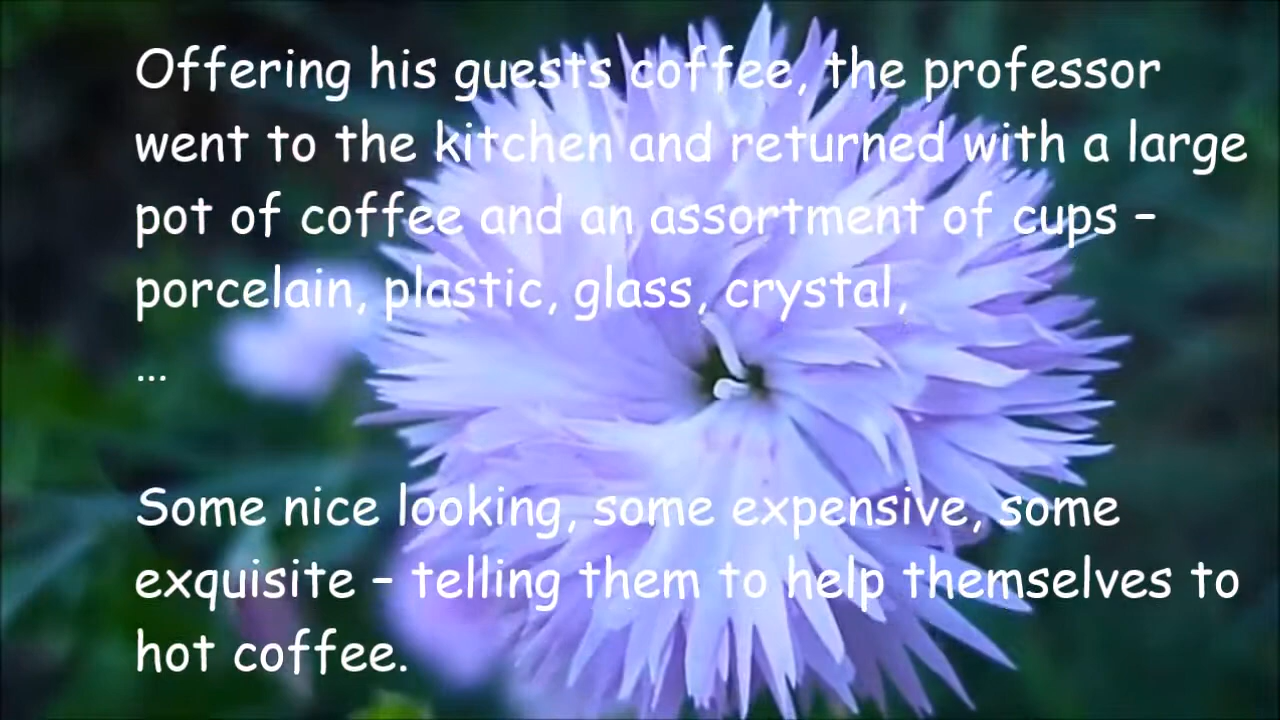 Offering his guests coffee, the professor
went to the kitchen and returned with a large
pot of coffee and an assortment of cups –
porcelain, plastic, glass, crystal,
...
Some nice looking, some expensive, some
exquisite – telling them to help themselves to
hot coffee.